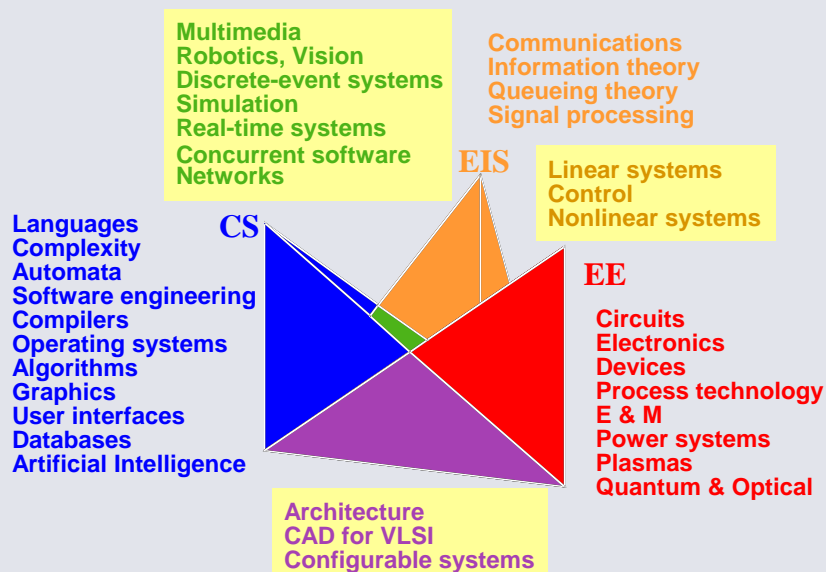 Multimedia
Robotics, Vision
Discrete-event systems
Simulation
Real-time systems
Concurrent software
Networks
Communications
Information theory
Queueing theory
Signal processing
EIS
Linear systems
Control
Nonlinear systems
CS
Languages
Complexity
Automata
Software engineering
Compilers
Operating systems
Algorithms
Graphics
User interfaces
Databases
Artificial Intelligence
EE
Circuits
Electronics
Devices
Process technology
E & M
Power systems
Plasmas
Quantum & Optical
Architecture
CAD for VLSI
Configurable systems